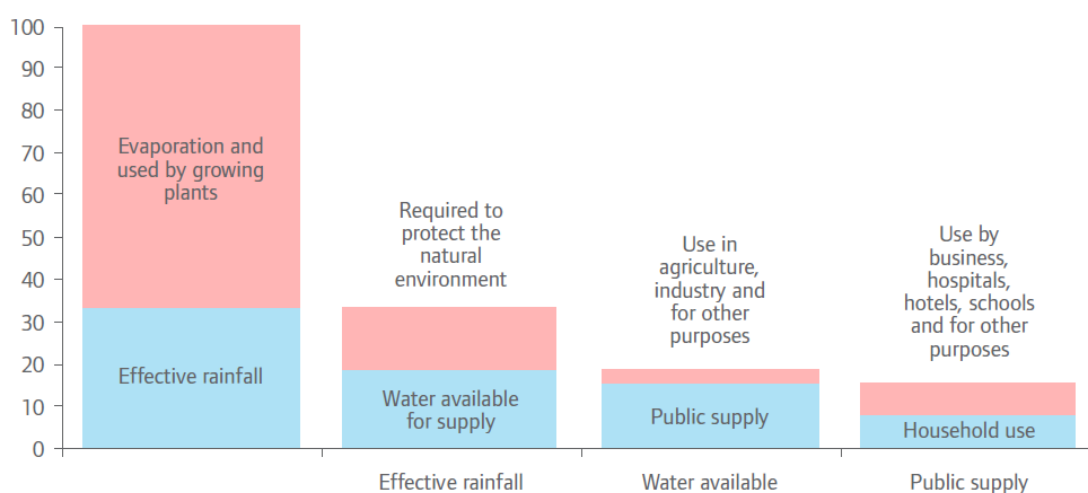 100
90
80
70
60
50
40
30
20
10
0
Evaporation and
used by growing
plants
Effective rainfall
Required to
protect the
natural
environment
Water available
for supply
Use in
agriculture,
industry and
for other
purposes
Public supply
Use by
business,
hospitals,
hotels, schools
and for other
purposes
Household use
Effective rainfall
Water available
Public supply